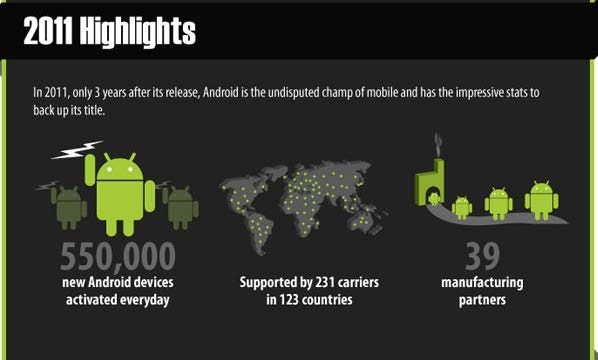 2011 Highlights
In 2011, only 3 years after its release, Android is the undisputed champ of mobile and has the impressive stats to
back up its title.
550,000
new Android devices
activated everyday
Supported by 231 carriers
in 123 countries
39
manufacturing
partners